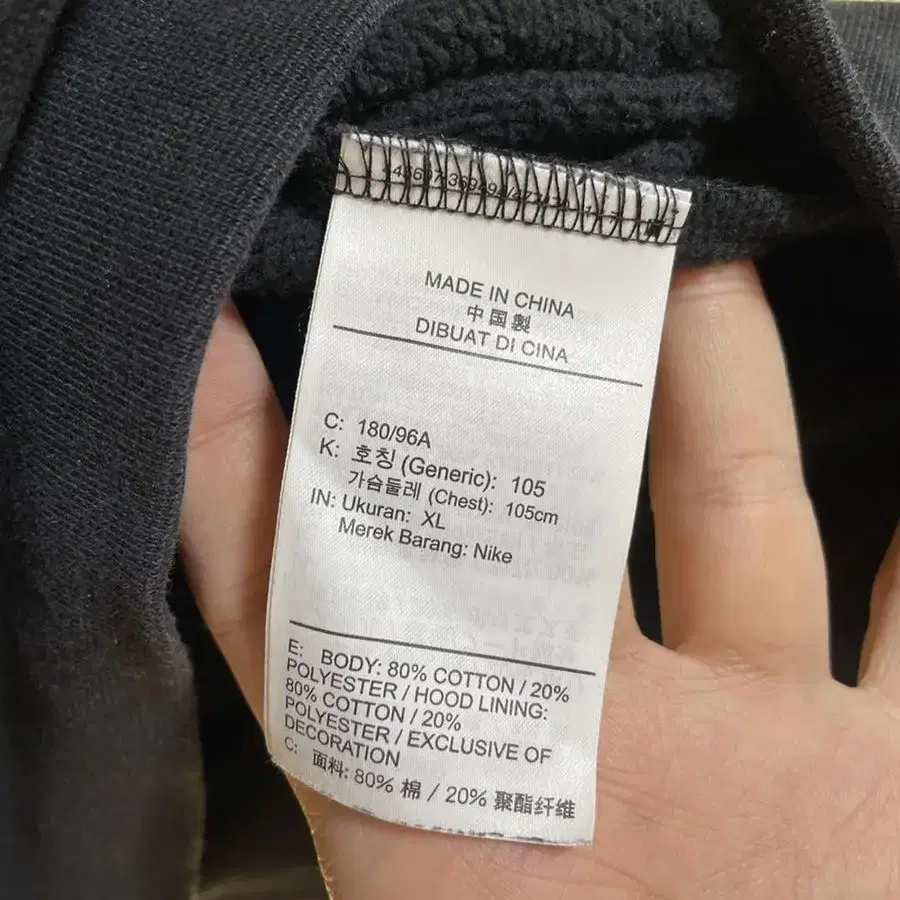 MADE IN CHINA
中国製
DIBUAT DI CINA
C: 180/96A
K: 호칭 (Generic): 105
가슴둘레 (Chest): 105cm
IN: Ukuran: XL
Merek Barang: Nike
E: BODY: 80% COTTON / 20%
POLYESTER / HOOD LINING:
80% COTTON / 20%
POLYESTER / EXCLUSIVE OF
DECORATION
C: 面料: 80% 棉 / 20% 聚酯纤维